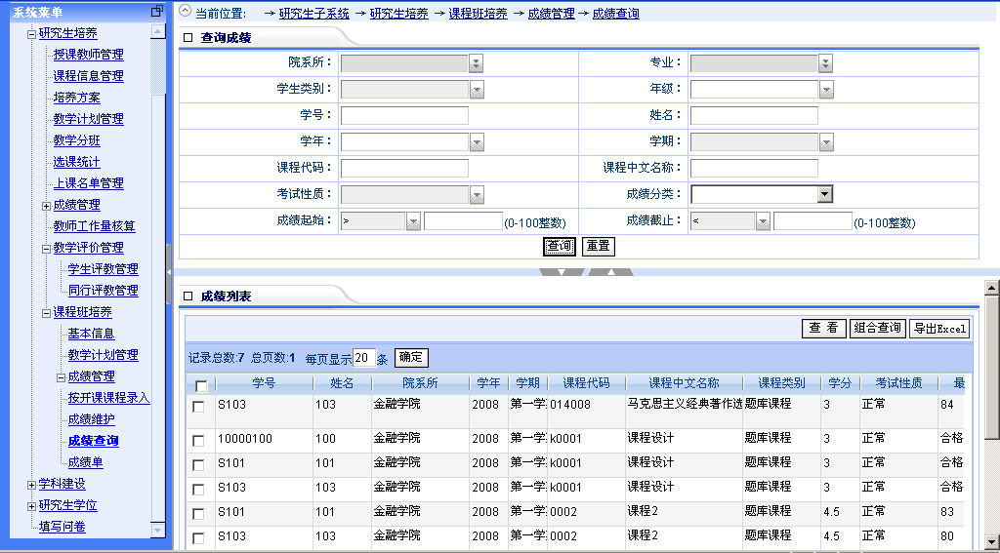 系统菜单
研究生培养
授课教师管理
课程信息管理
培养方案
教学计划管理
教学分班
选课统计
上课名单管理
成绩管理
教师工作量核算
教学评价管理
学生评教管理
同行评教管理
课程班培养
基本信息
教学计划管理
成绩管理
按开课课程录入
成绩维护
成绩查询
成绩单
学科建设
研究生学位
填写问卷
当前位置: →研究生子系统 →研究生培养 →课程班培养 →成绩管理 →成绩查询
查询成绩
院系所： 专业：
学生类别： 年级：
学号： 姓名：
学年： 学期：
课程代码： 课程中文名称：
考试性质： 成绩分类：
成绩起始： > (0-100整数) 成绩截止： < (0-100整数)
查询 重置
成绩列表
查 看 组合查询 导出Excel
记录总数:7 总页数:1 每页显示 20 条 确定
学号 姓名 院系所 学年 学期 课程代码 课程中文名称 课程类别 学分 考试性质 最
S103 103 金融学院 2008 第一学 014008 马克思主义经典著作选 题库课程 3 正常 84
10000100 100 金融学院 2008 第一学 k0001 课程设计 题库课程 3 正常 合格
S101 101 金融学院 2008 第一学 k0001 课程设计 题库课程 3 正常 合格
S103 103 金融学院 2008 第一学 k0001 课程设计 题库课程 3 正常 合格
S101 101 金融学院 2008 第一学 0002 课程2 题库课程 4.5 正常 83
S103 103 金融学院 2008 第一学 0002 课程2 题库课程 4.5 正常 80